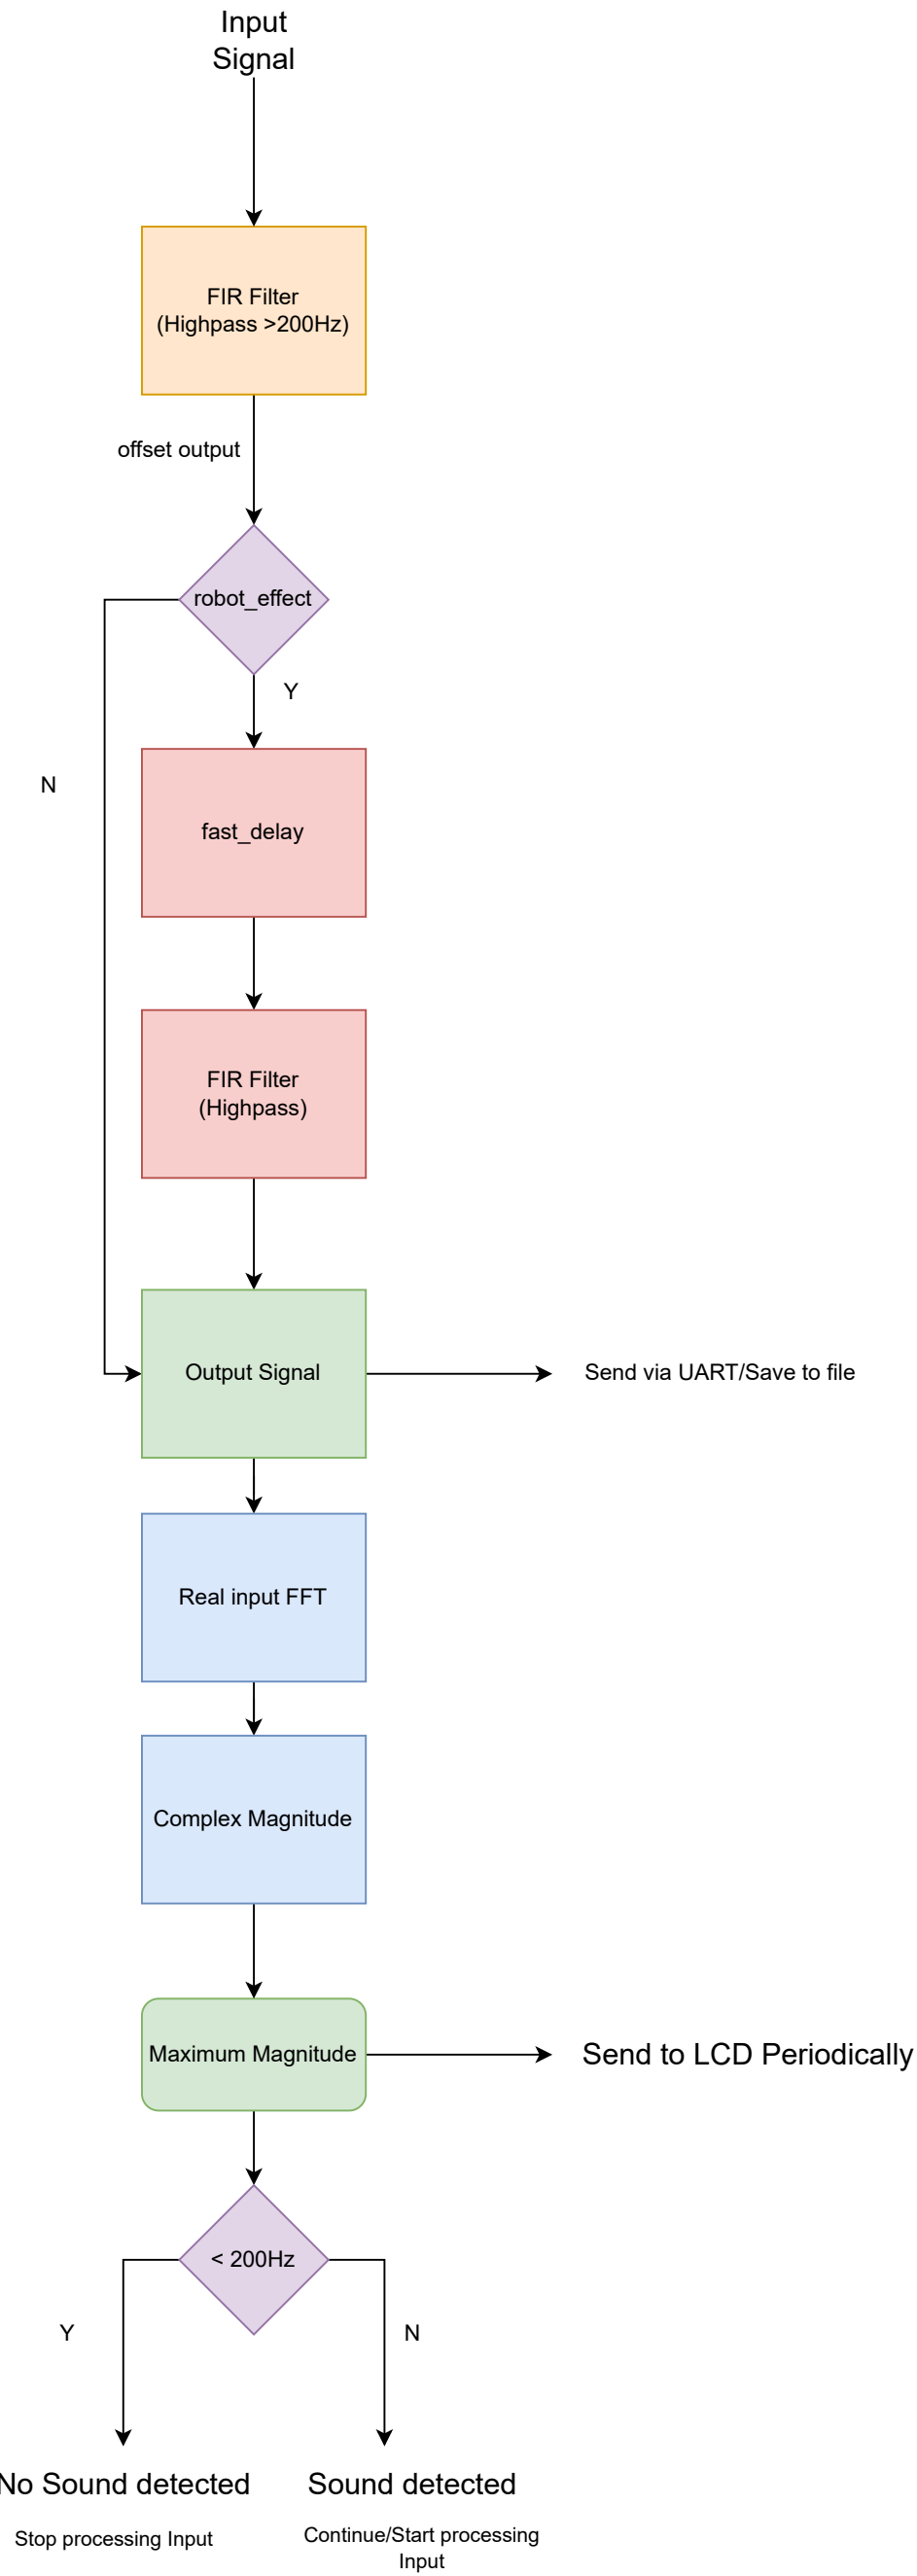 Input
Signal
FIR Filter
(Highpass >200Hz)
offset output
robot_effect
Y
N
fast_delay
FIR Filter
(Highpass)
Output Signal
Send via UART/Save to file
Real input FFT
Complex Magnitude
Maximum Magnitude
Send to LCD Periodically
< 200Hz
Y
N
No Sound detected
Sound detected
Stop processing Input
Continue/Start processing
Input